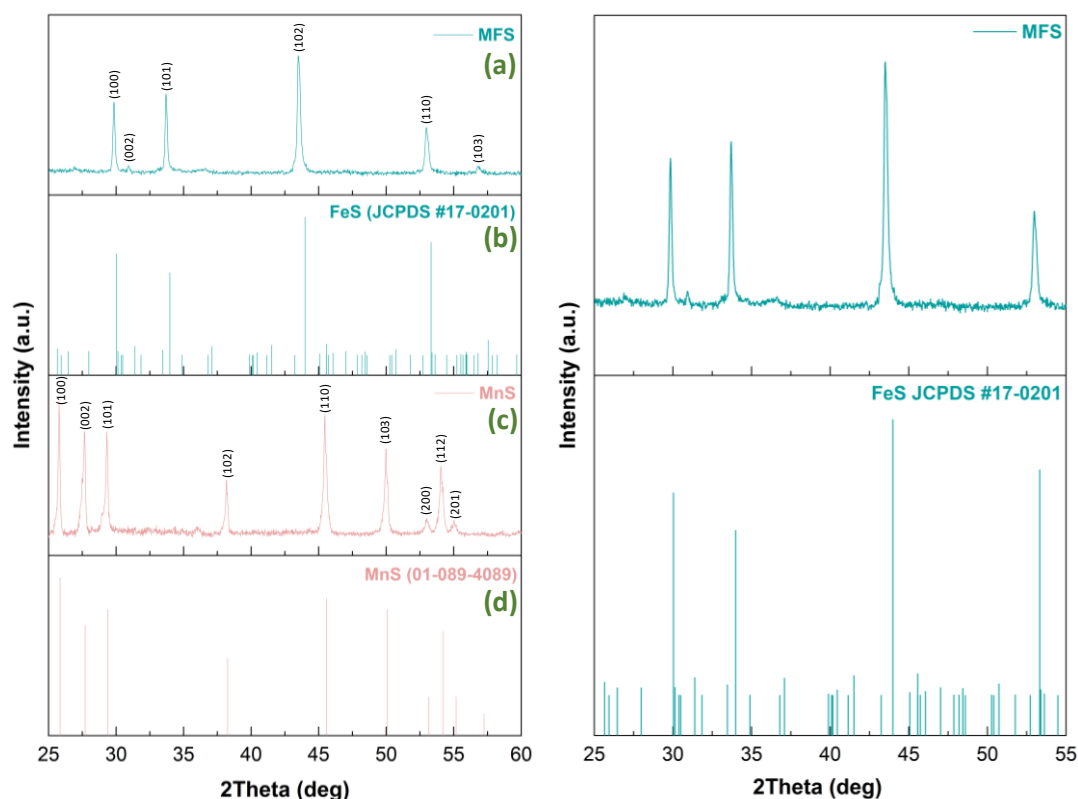 MFS
(a)
(100)
(002)
(101)
(102)
(110)
(103)
FeS (JCPDS #17-0201)
(b)
MnS
(c)
(100)
(002)
(101)
(102)
(1100)
(103)
(200)
(112)
(201)
MnS (01-089-4089)
(d)
Intensity (a.u.)
25 30 35 40 45 50 55 60
2Theta (deg)
MFS
FeS JCPDS #17-0201
Intensity (a.u.)
25 30 35 40 45 50 55
2Theta (deg)